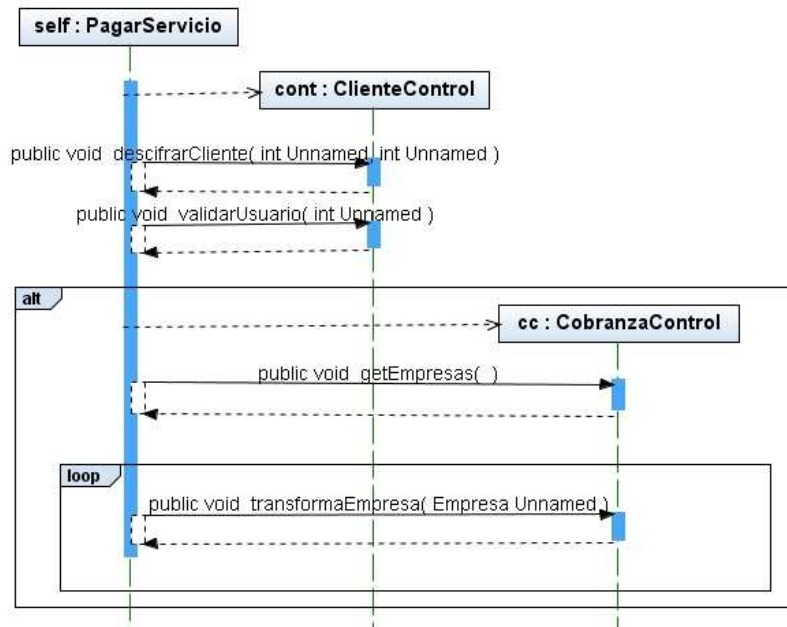 self : PagarServicio
cont : ClienteControl
public void descifrarCliente( int Unnamed, int Unnamed )
public void validarUsuario( int Unnamed )
alt
cc : CobranzaControl
public void getEmpresas( )
loop
public void transformaEmpresa( Empresa Unnamed )